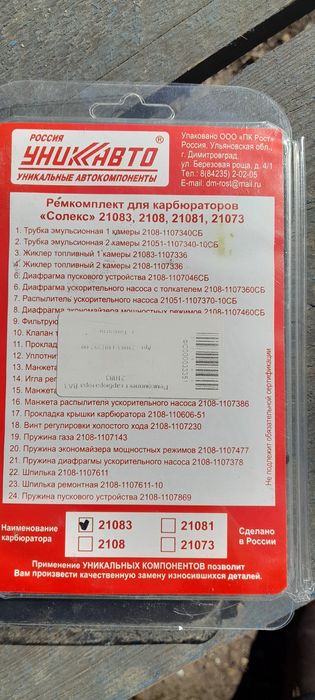 РОССИЯ
УНИКАВТО®
УНИКАЛЬНЫЕ АВТОКОМПОНЕНТЫ
Упаковано ООО «ПК Рост»
Россия, Ульяновская обл.,
г. Димитровград,
ул. Березовая роща, д. 4/1
Тел.: 8(84235) 2-02-05
E-mail: dm-rost@mail.ru
Ремкомплект для карбюраторов
«Солекс» 21083, 2108, 21081, 21073
1. Трубка эмульсионная 1 камеры 2108-1107340СБ
2. Трубка эмульсионная 2 камеры 21051-1107340-10СБ
3. Жиклер топливный 1 камеры 21083-1107336
4. Жиклер топливный 2 камеры 2108-1107336
5. Диафрагма пускового устройства 2108-1107046СБ
6. Диафрагма ускорительного насоса с толкателем 2108-1107360СБ
7. Распылитель ускорительного насоса 21051-1107370-10СБ
8. Диафрагма экономайзера мощностных режимов 2108-1107460СБ
9. Фильтрую
10. Клапан т
11. Проклад
12. Уплотни
13. Манжета
14. Игла рег
16. Манжета распылителя ускорительного насоса 2108-1107386
17. Прокладка крышки карбюратора 2108-110606-51
18. Винт регулировки холостого хода 2108-1107230
19. Пружина газа 2108-1107143
20. Пружина экономайзера мощностных режимов 2108-1107477
21. Пружина диафрагмы ускорительного насоса 2108-1107378
22. Шпилька 2108-1107611
23. Шпилька ремонтная 2108-1107611-10
24. Пружина пускового устройства 2108-1107869
Ремкомплект карбюратора ВАЗ
21083
Не подлежит обязательной сертификации
Наименование
карбюратора
21083
21081
2108
21073
Сделано
в России
Применение УНИКАЛЬНЫХ КОМПОНЕНТОВ позволит
Вам произвести качественную замену износившихся деталей.